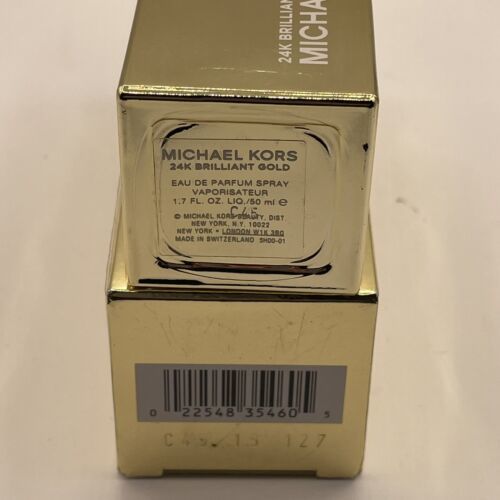 24K BRILLIAN
MICHA
MICHAEL KORS
24K BRILLIANT GOLD
EAU DE PARFUM SPRAY
VAPORISATEUR
1.7 FL. OZ. LIQ./50 ml e
© MICHAEL KORS BEAUTY, DIST
NEW YORK, N.Y. 10022
NEW YORK • LONDON W1K 3BG
MADE IN SWITZERLAND 5H00-01
0 22548 35460 5
127